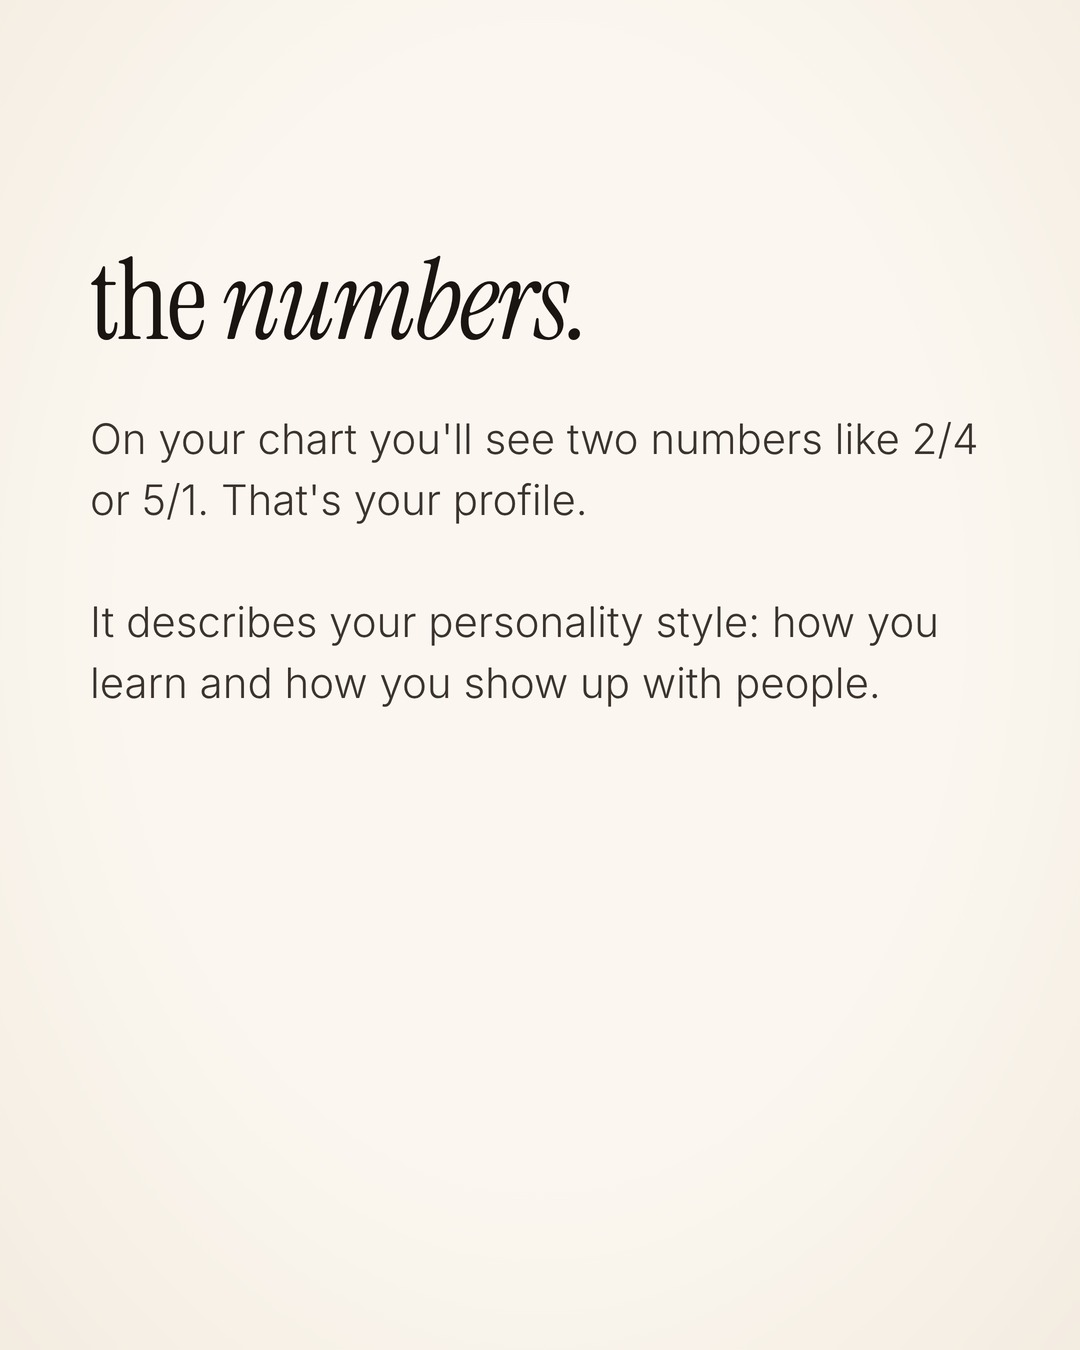 the numbers.
On your chart you'll see two numbers like 2/4
or 5/1. That's your profile.
It describes your personality style: how you
learn and how you show up with people.